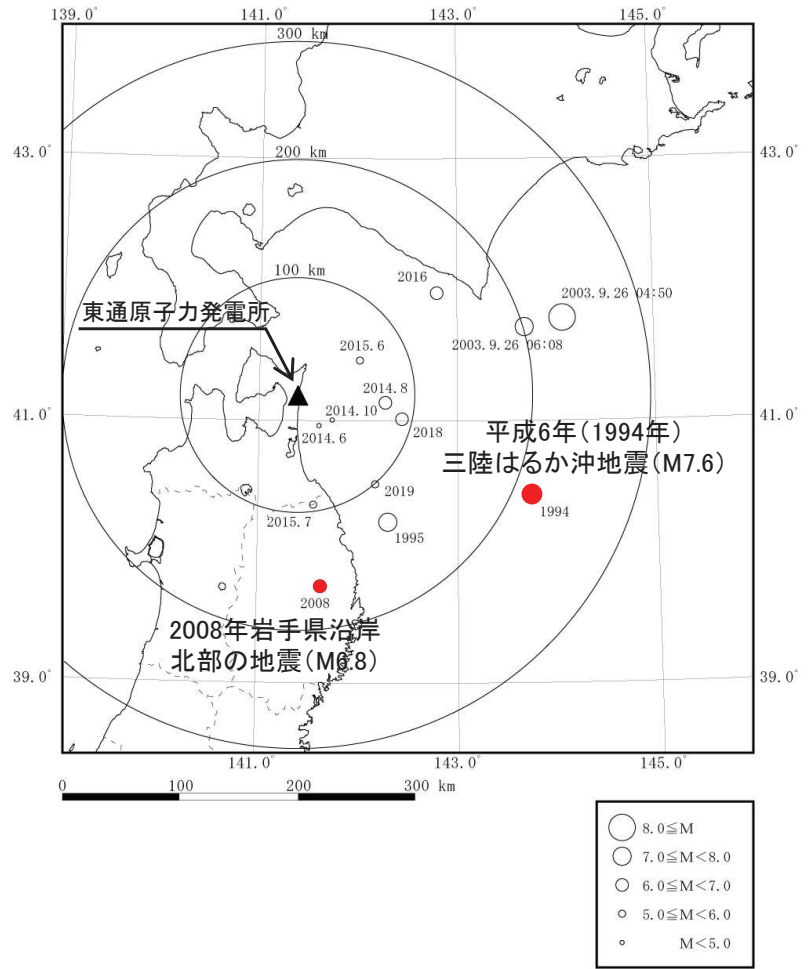 139.0° 141.0° 143.0° 145.0°
300 km
43.0° 43.0°
200 km
100 km
2016
2003.9.26 04:50
東通原子力発電所
2003.9.26 06:08
2015.6
2014.8
2014.10
41.0° 41.0°
2014.6
2018
平成6年(1994年)
三陸はるか沖地震(M7.6)
2019
1994
2015.7
1995
2008
2008年岩手県沿岸
北部の地震(M6.8)
39.0° 39.0°
141.0° 143.0° 145.0°
0 100 200 300 km
8.0≦M
7.0≦M<8.0
6.0≦M<7.0
5.0≦M<6.0
M<5.0